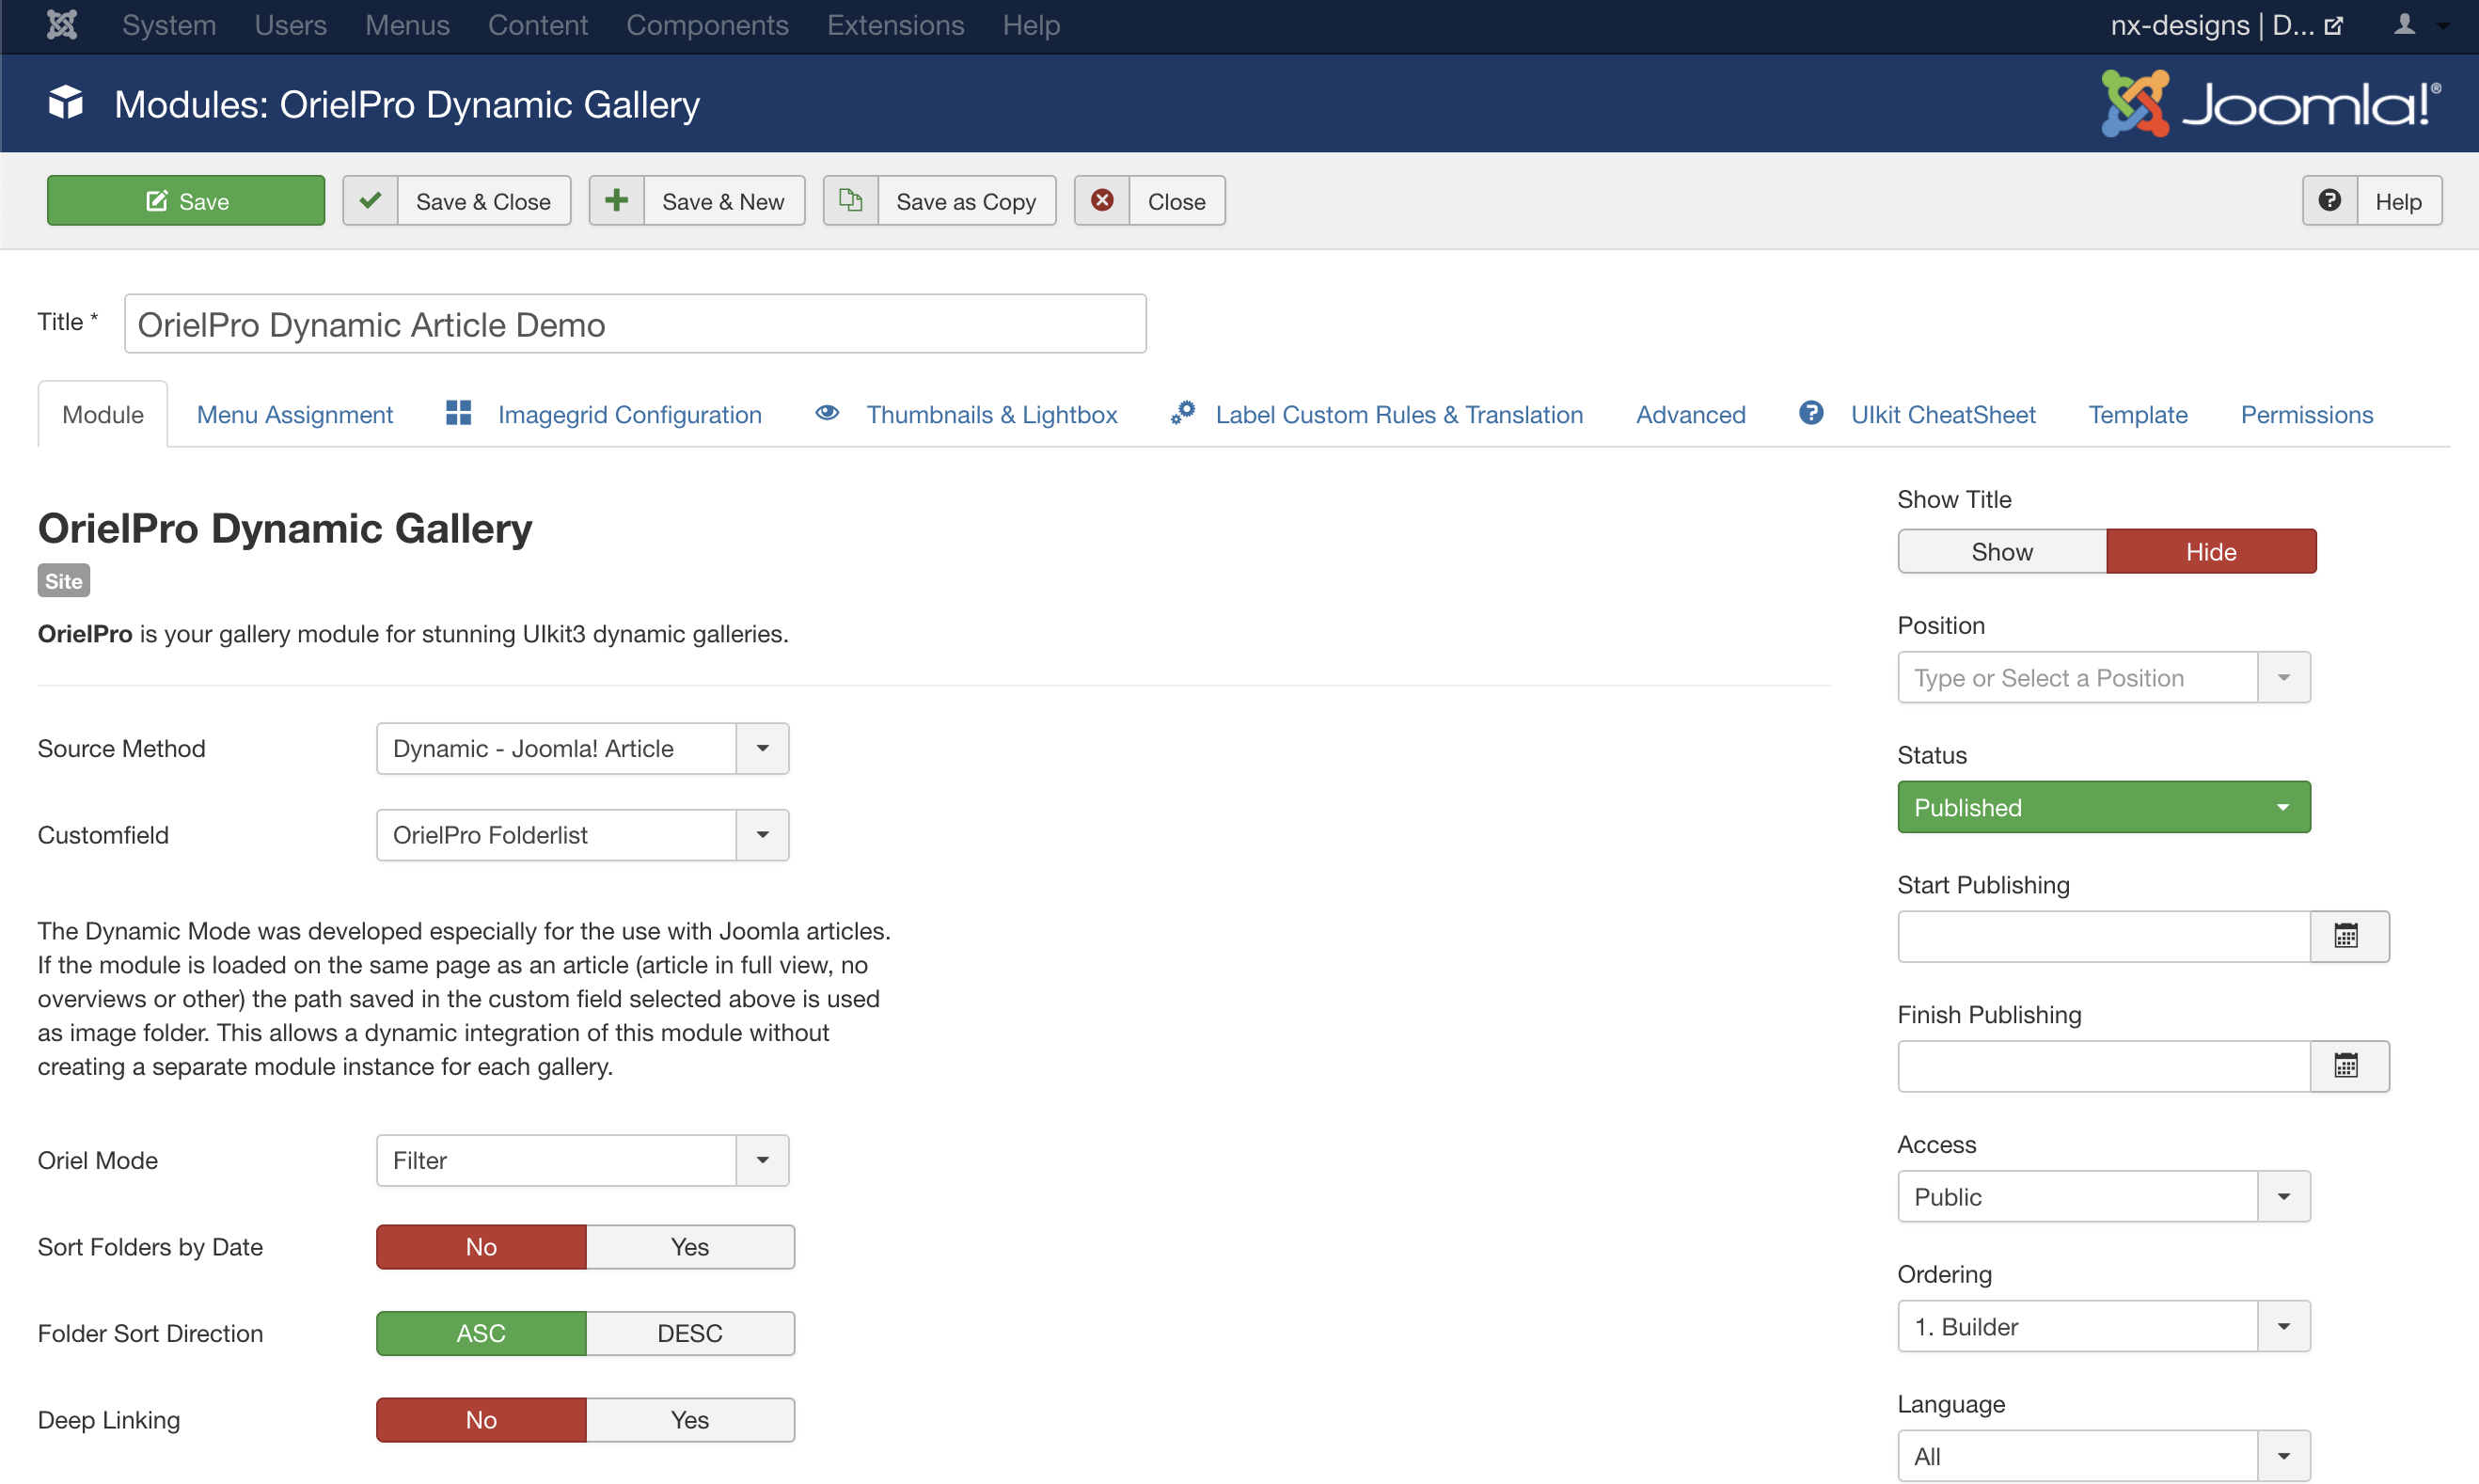 System Users Menus Content Components Extensions Help nx-designs | D...
Modules: OrielPro Dynamic Gallery
Joomla!®
Save Save & Close Save & New Save as Copy Close Help
Title * OrielPro Dynamic Article Demo
Module Menu Assignment Imagegrid Configuration Thumbnails & Lightbox Label Custom Rules & Translation Advanced UIkit CheatSheet Template Permissions
OrielPro Dynamic Gallery
Site
OrielPro is your gallery module for stunning UIkit3 dynamic galleries.
Source Method Dynamic - Joomla! Article
Customfield OrielPro Folderlist
The Dynamic Mode was developed especially for the use with Joomla articles.
If the module is loaded on the same page as an article (article in full view, no
overviews or other) the path saved in the custom field selected above is used
as image folder. This allows a dynamic integration of this module without
creating a separate module instance for each gallery.
Oriel Mode Filter
Sort Folders by Date No Yes
Folder Sort Direction ASC DESC
Deep Linking No Yes
Show Title
Show Hide
Position
Type or Select a Position
Status
Published
Start Publishing
Finish Publishing
Access
Public
Ordering
1. Builder
Language
All